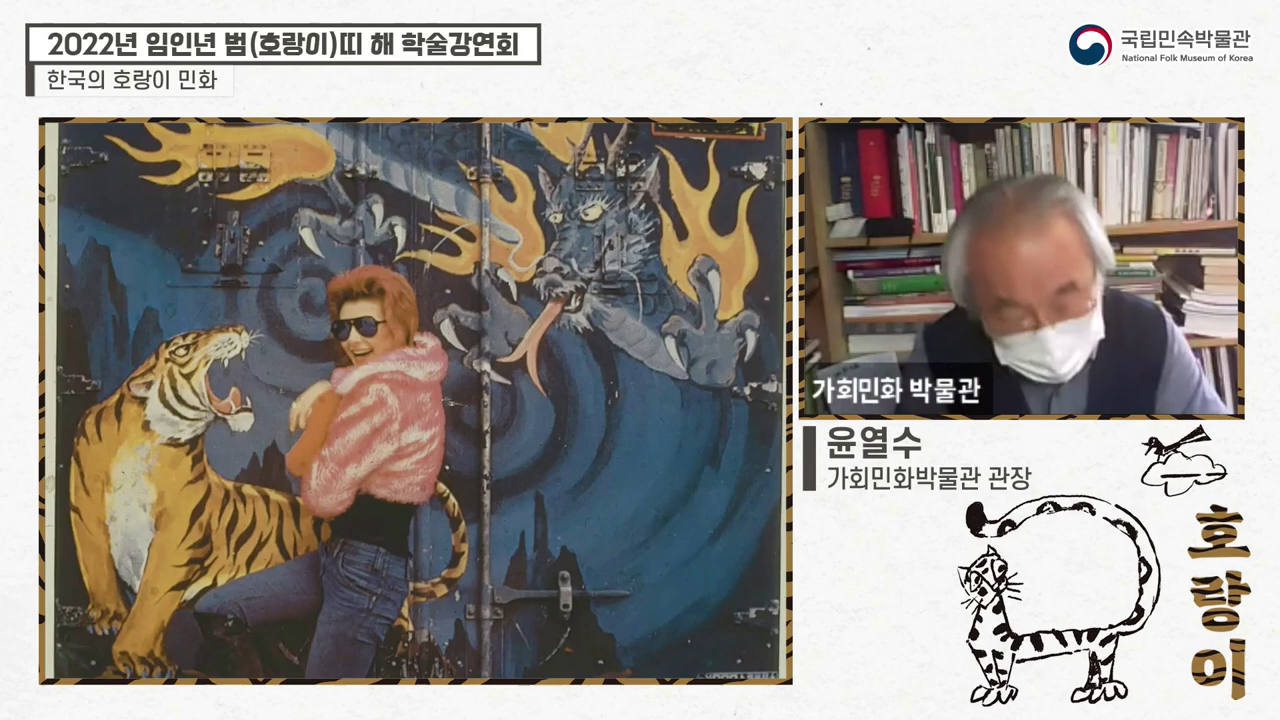 2022년 임인년 범(호랑이)띠 해 학술강연회
한국의 호랑이 민화
국립민속박물관
National Folk Museum of Korea
가회민화 박물관
윤열수
가회민화박물관 관장
호랑이